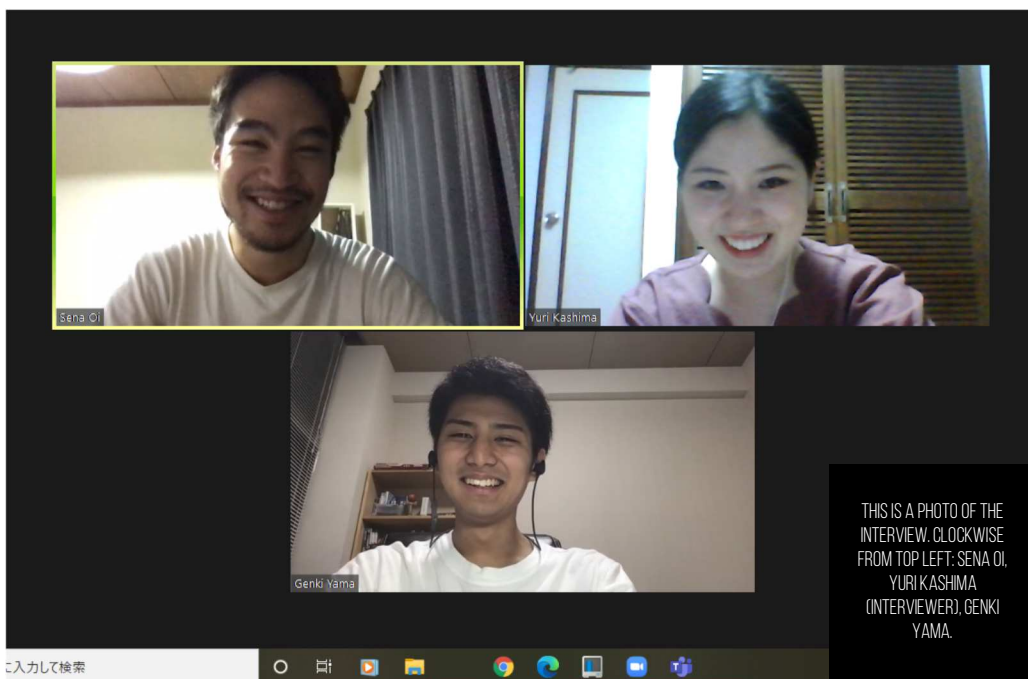 Sena Oi
Yuri Kashima
Genki Yama
THIS IS A PHOTO OF THE
INTERVIEW. CLOCKWISE
FROM TOP LEFT: SENA OI,
YURI KASHIMA
(INTERVIEWER), GENKI
YAMA.
に入力して検索